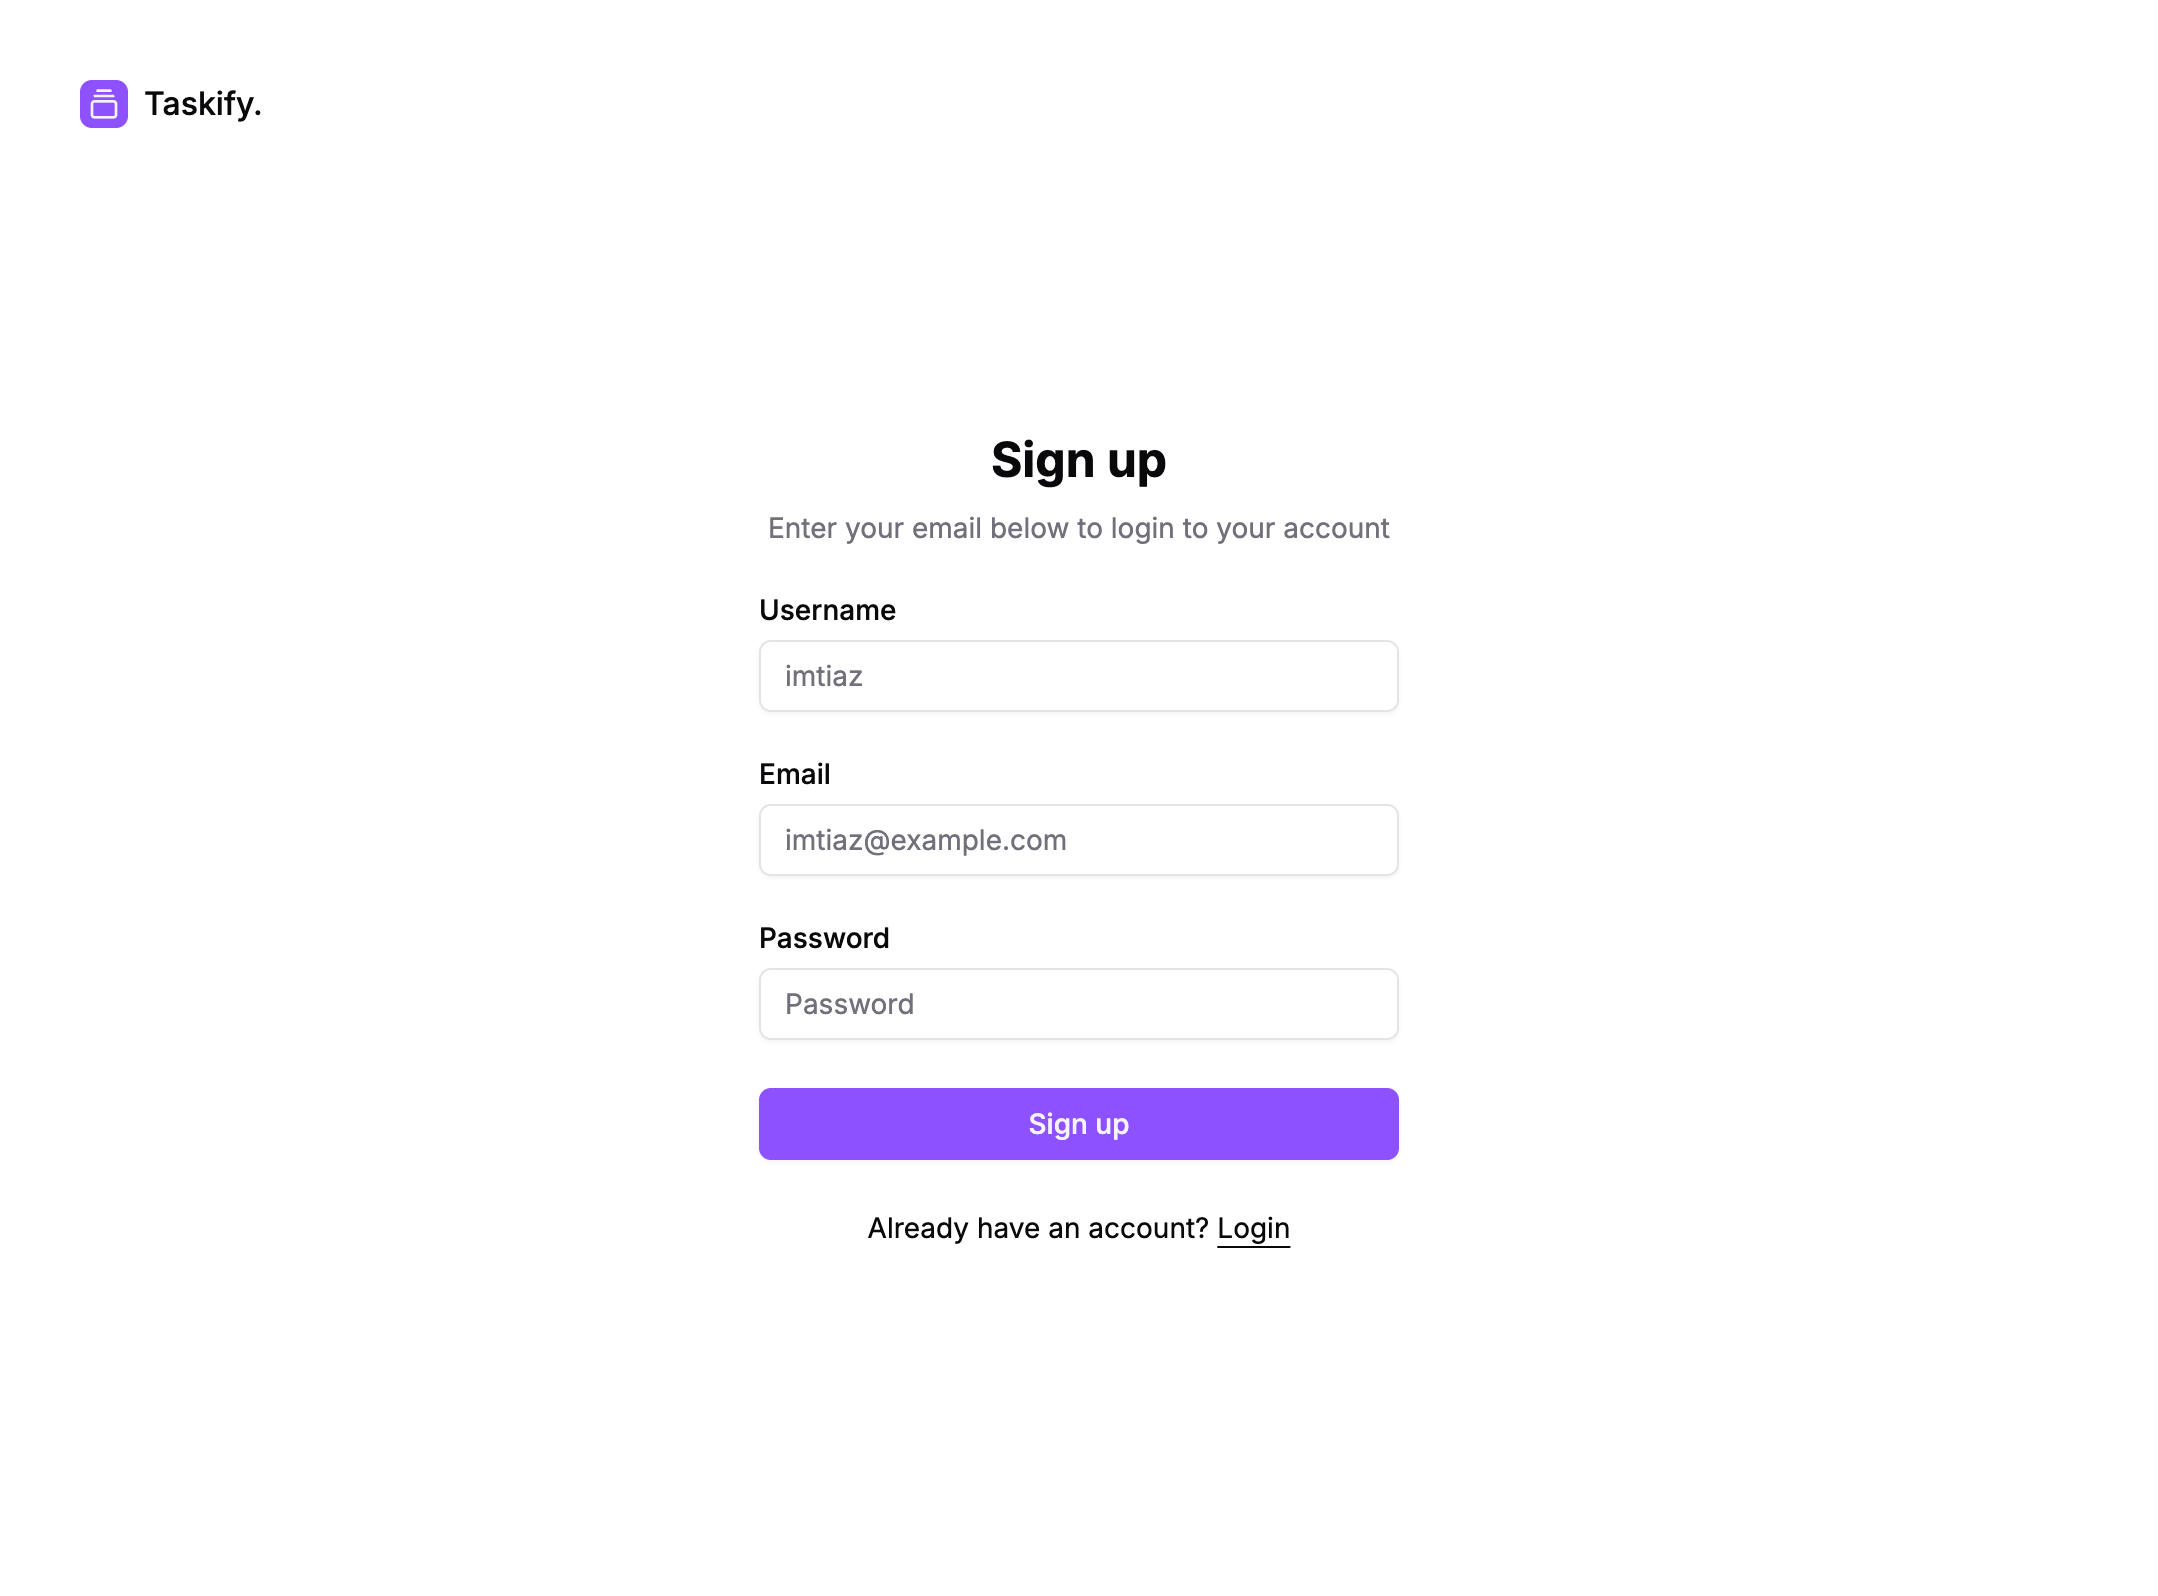 Taskify.
Sign up
Enter your email below to login to your account
Username
imtiaz
Email
imtiaz@example.com
Password
Password
Sign up
Already have an account? Login